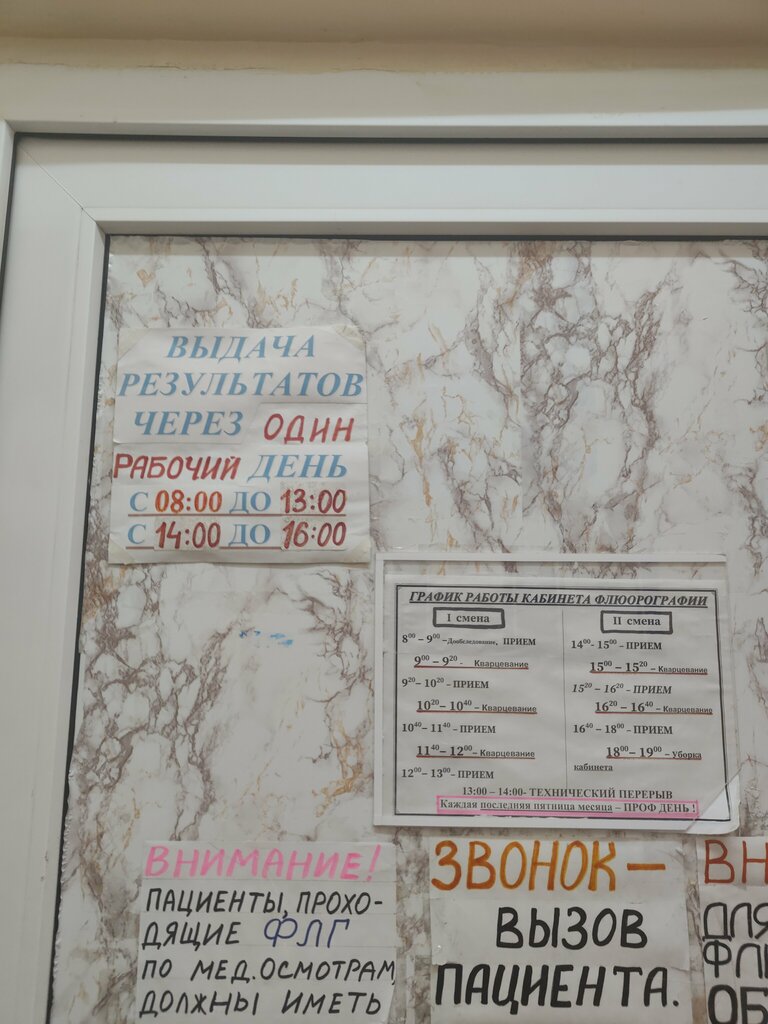 ВЫДАЧА
РЕЗУЛЬТАТОВ
ЧЕРЕЗ ОДИН
РАБОЧИЙ ДЕНЬ
С 08:00 ДО 13:00
С 14:00 ДО 16:00
ГРАФИК РАБОТЫ КАБИНЕТА ФЛЮОРОГРАФИИ
I смена
8⁰⁰ – 9⁰⁰ –Дообследование, ПРИЕМ
9⁰⁰ – 9²⁰ - Кварцевание
9²⁰ – 10²⁰ – ПРИЕМ
10²⁰ – 10⁴⁰ – Кварцевание
10⁴⁰ – 11⁴⁰ – ПРИЕМ
11⁴⁰ – 12⁰⁰ – Кварцевание
12⁰⁰ – 13⁰⁰ – ПРИЕМ
II смена
14⁰⁰- 15⁰⁰ – ПРИЕМ
15⁰⁰ – 15²⁰ – Кварцевание
15²⁰ – 16²⁰ - ПРИЕМ
16²⁰ – 16⁴⁰ – Кварцевание
16⁴⁰ – 18⁰⁰ – ПРИЕМ
18⁰⁰ – 19⁰⁰ – Уборка
кабинета
13:00 – 14:00- ТЕХНИЧЕСКИЙ ПЕРЕРЫВ
Каждая последняя пятница месяца – ПРОФ ДЕНЬ !
ВНИМАНИЕ!
ПАЦИЕНТЫ, ПРОХО-
ДЯЩИЕ ФЛГ
ПО МЕД.ОСМОТРАМ,
ДОЛЖНЫ ИМЕТЬ
ЗВОНОК –
ВЫЗОВ
ПАЦИЕНТА.
ВН
ДЛЯ
ФЛ
ОБ